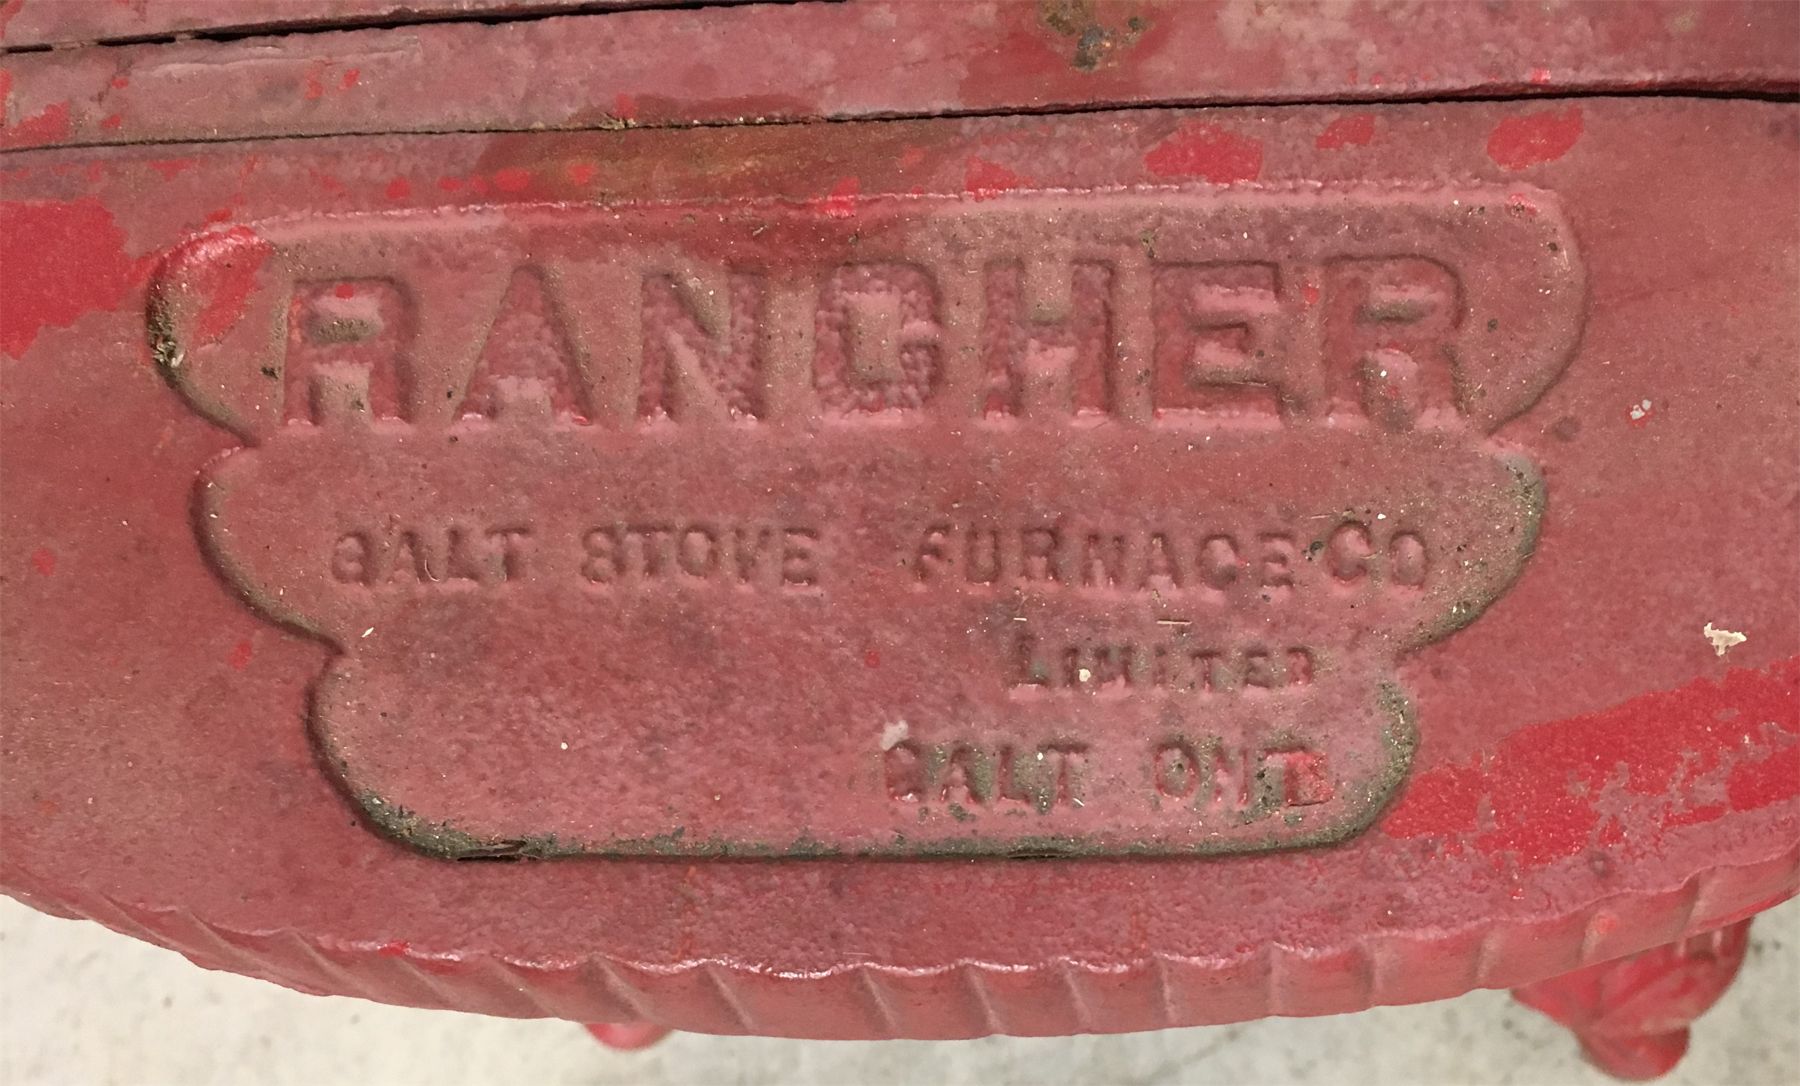 RANCHER
GALT STOVE FURNACE CO
LIMITED
GALT ONT